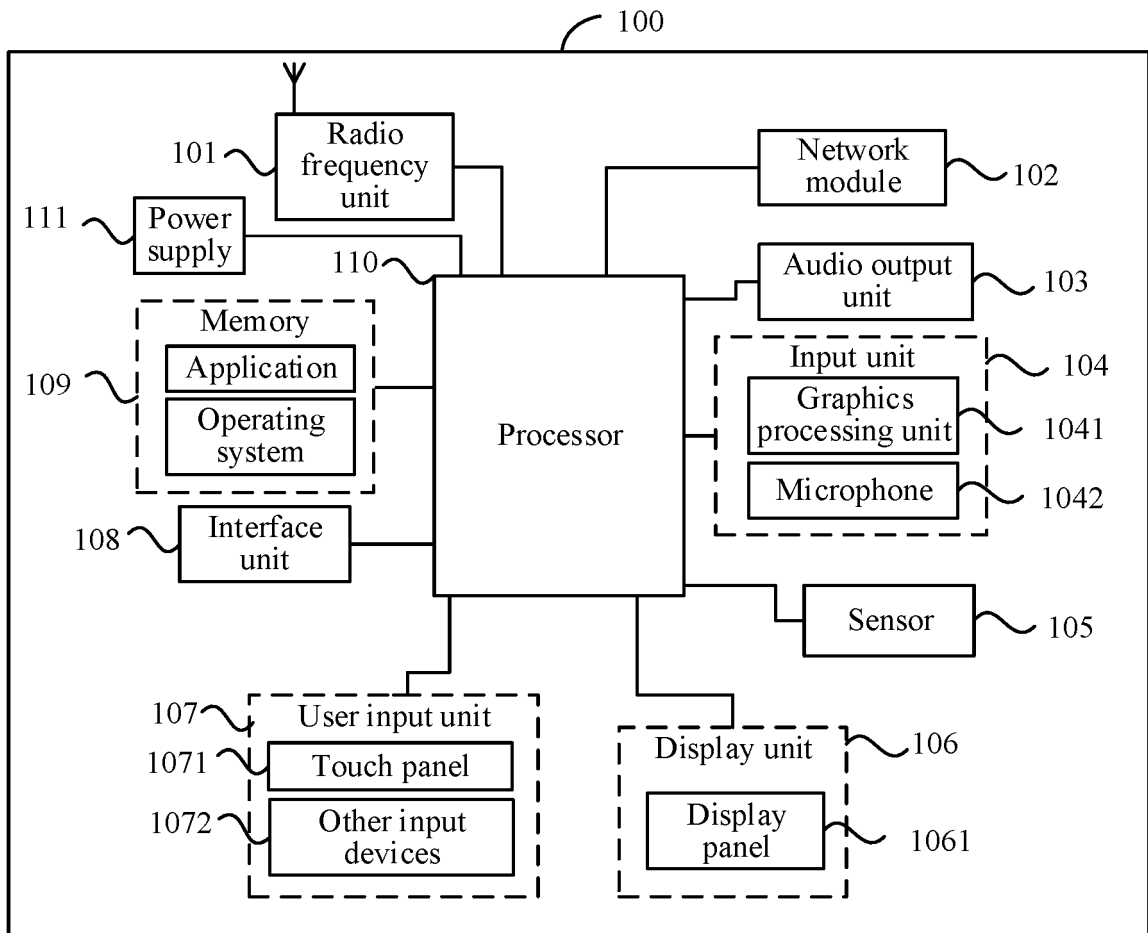 100
Radio
frequency
unit
101
Network
module
102
111
Power
supply
110
Audio output
unit
103
Memory
Application
Operating
system
109
Processor
Input unit
104
Graphics
processing unit
1041
Microphone
1042
108
Interface
unit
Sensor
105
107
User input unit
1071
Touch panel
1072
Other input
devices
Display unit
106
Display
panel
1061